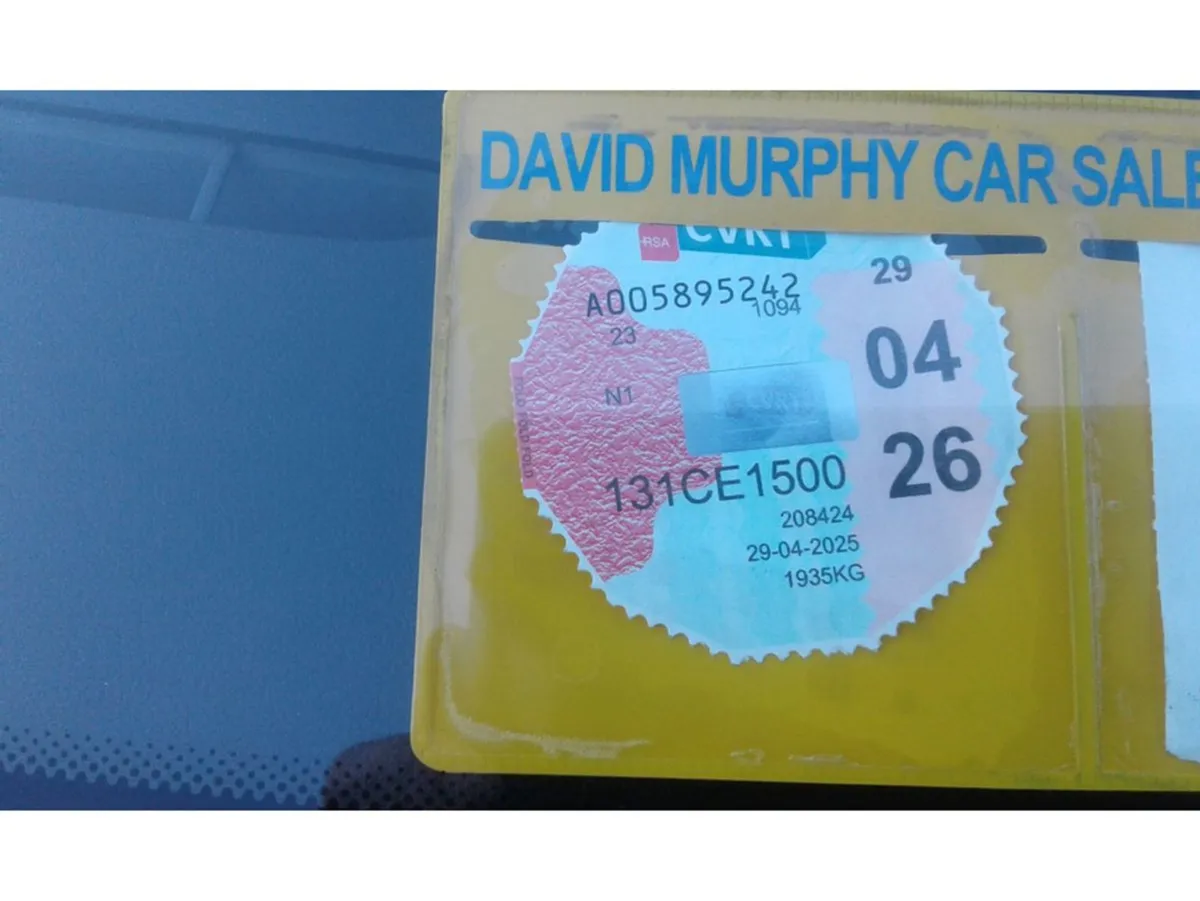 DAVID MURPHY CAR SALE
RSA CVRT
29
A005895242
1094
04
23
N1
26
131CE1500
208424
29-04-2025
1935KG